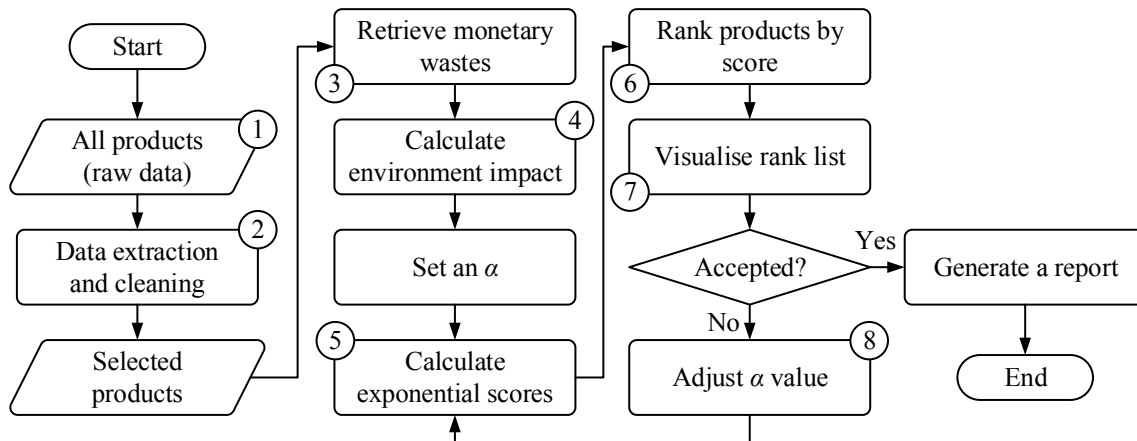 Start
1
All products
(raw data)
2
Data extraction
and cleaning
Selected
products
Retrieve monetary
wastes
3
4
Calculate
environment impact
Set an α
5
Calculate
exponential scores
Rank products by
score
6
Visualise rank list
7
Accepted?
Yes
No
8
Adjust α value
Generate a report
End